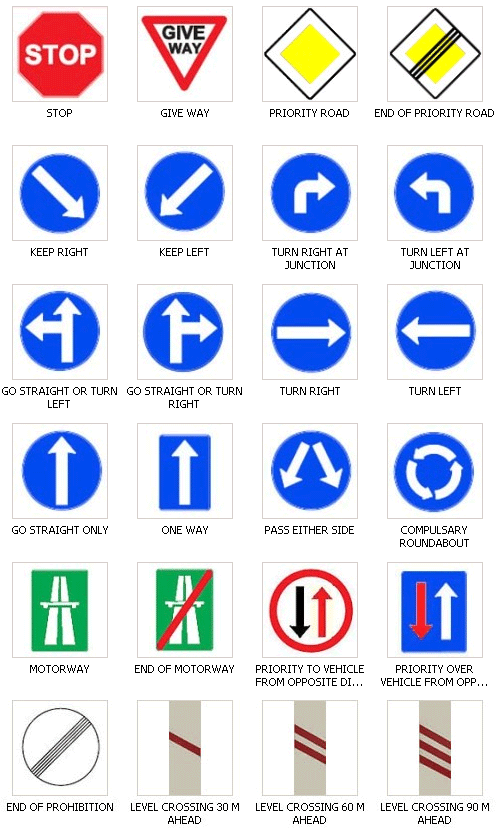 STOP
GIVE
WAY
STOP
GIVE WAY
PRIORITY ROAD
END OF PRIORITY ROAD
KEEP RIGHT
KEEP LEFT
TURN RIGHT AT
JUNCTION
TURN LEFT AT
JUNCTION
GO STRAIGHT OR TURN
LEFT
GO STRAIGHT OR TURN
RIGHT
TURN RIGHT
TURN LEFT
GO STRAIGHT ONLY
ONE WAY
PASS EITHER SIDE
COMPULSARY
ROUNDABOUT
MOTORWAY
END OF MOTORWAY
PRIORITY TO VEHICLE
FROM OPPOSITE DI...
PRIORITY OVER
VEHICLE FROM OPP...
END OF PROHIBITION
LEVEL CROSSING 30 M
AHEAD
LEVEL CROSSING 60 M
AHEAD
LEVEL CROSSING 90 M
AHEAD